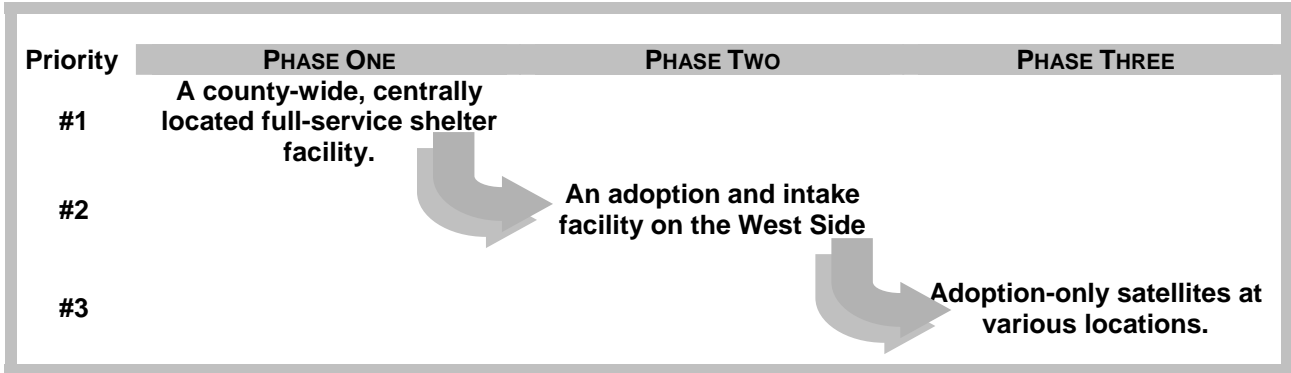 Priority PHASE ONE PHASE TWO PHASE THREE
#1 A county-wide, centrally
located full-service shelter
facility.
#2 An adoption and intake
facility on the West Side
#3 Adoption-only satellites at
various locations.